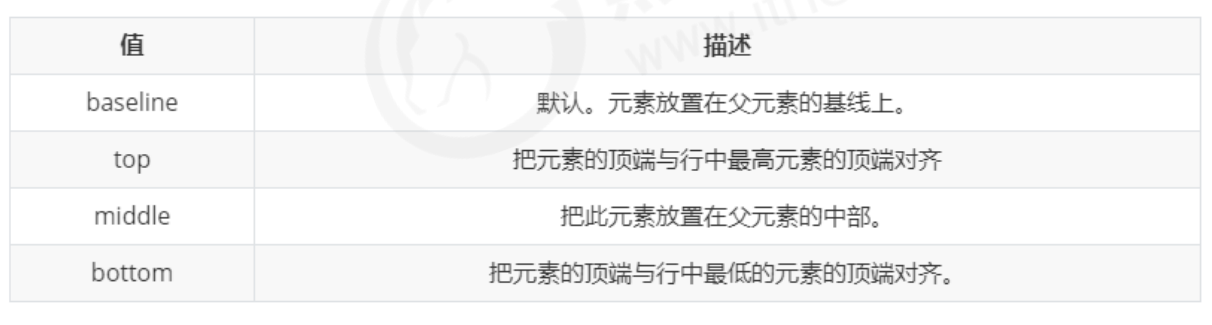 www.ithe
值 描述
baseline 默认。元素放置在父元素的基线上。
top 把元素的顶端与行中最高元素的顶端对齐
middle 把此元素放置在父元素的中部。
bottom 把元素的顶端与行中最低的元素的顶端对齐。